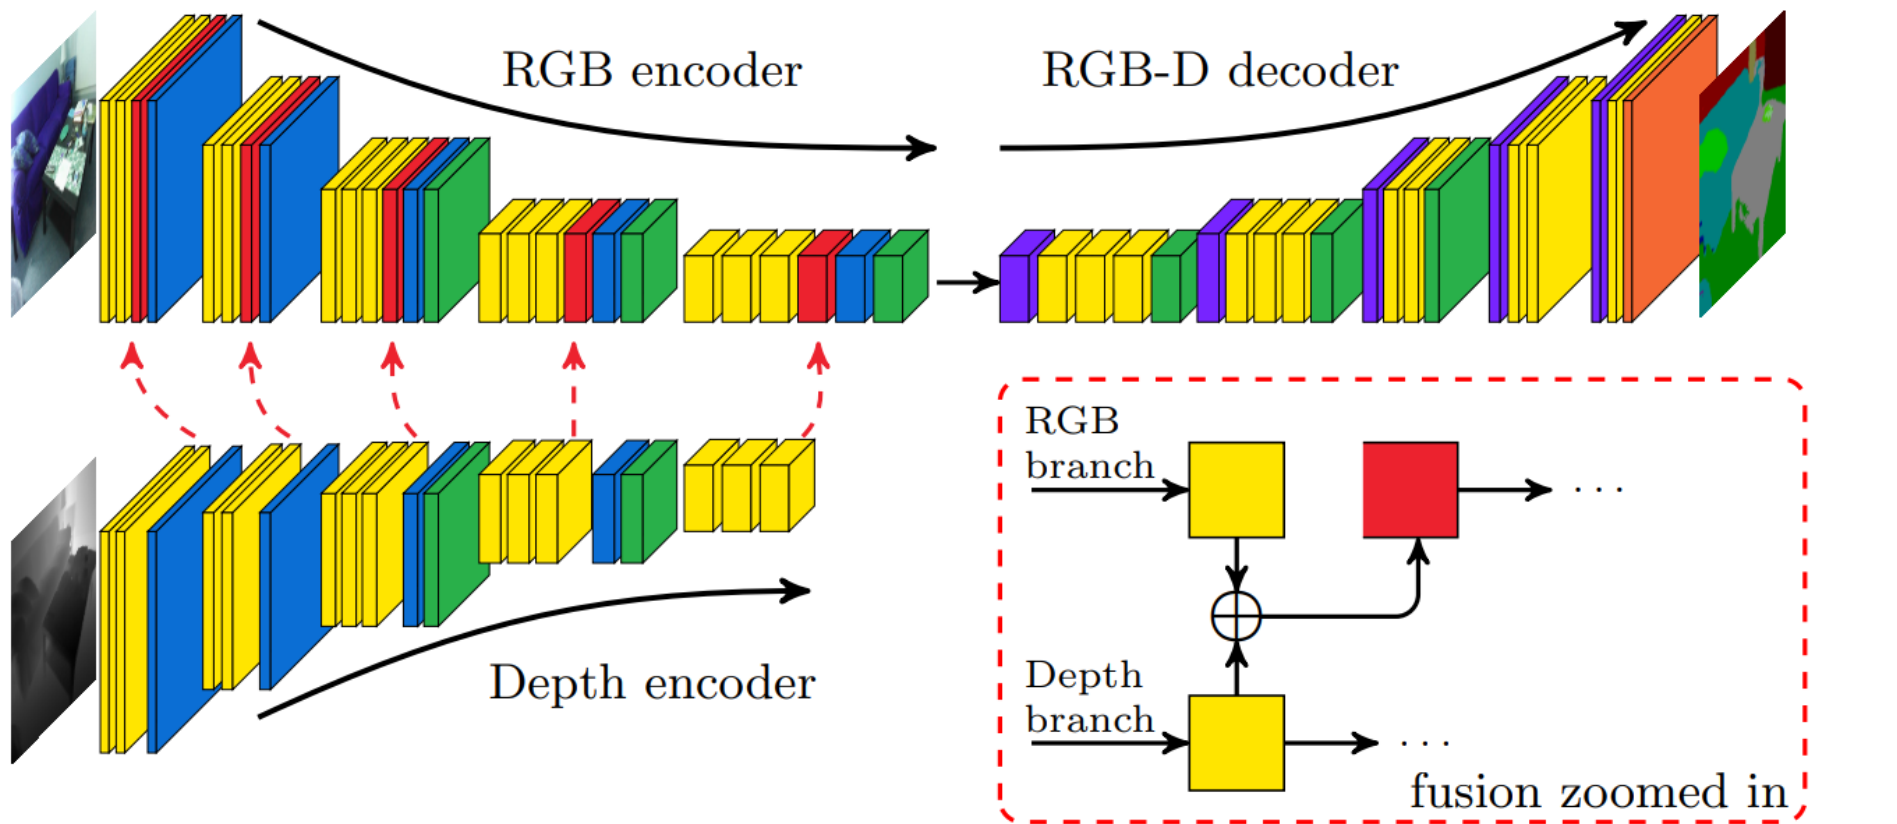 RGB encoder
RGB-D decoder
Depth encoder
RGB
branch
. . .
Depth
branch
. . .
fusion zoomed in